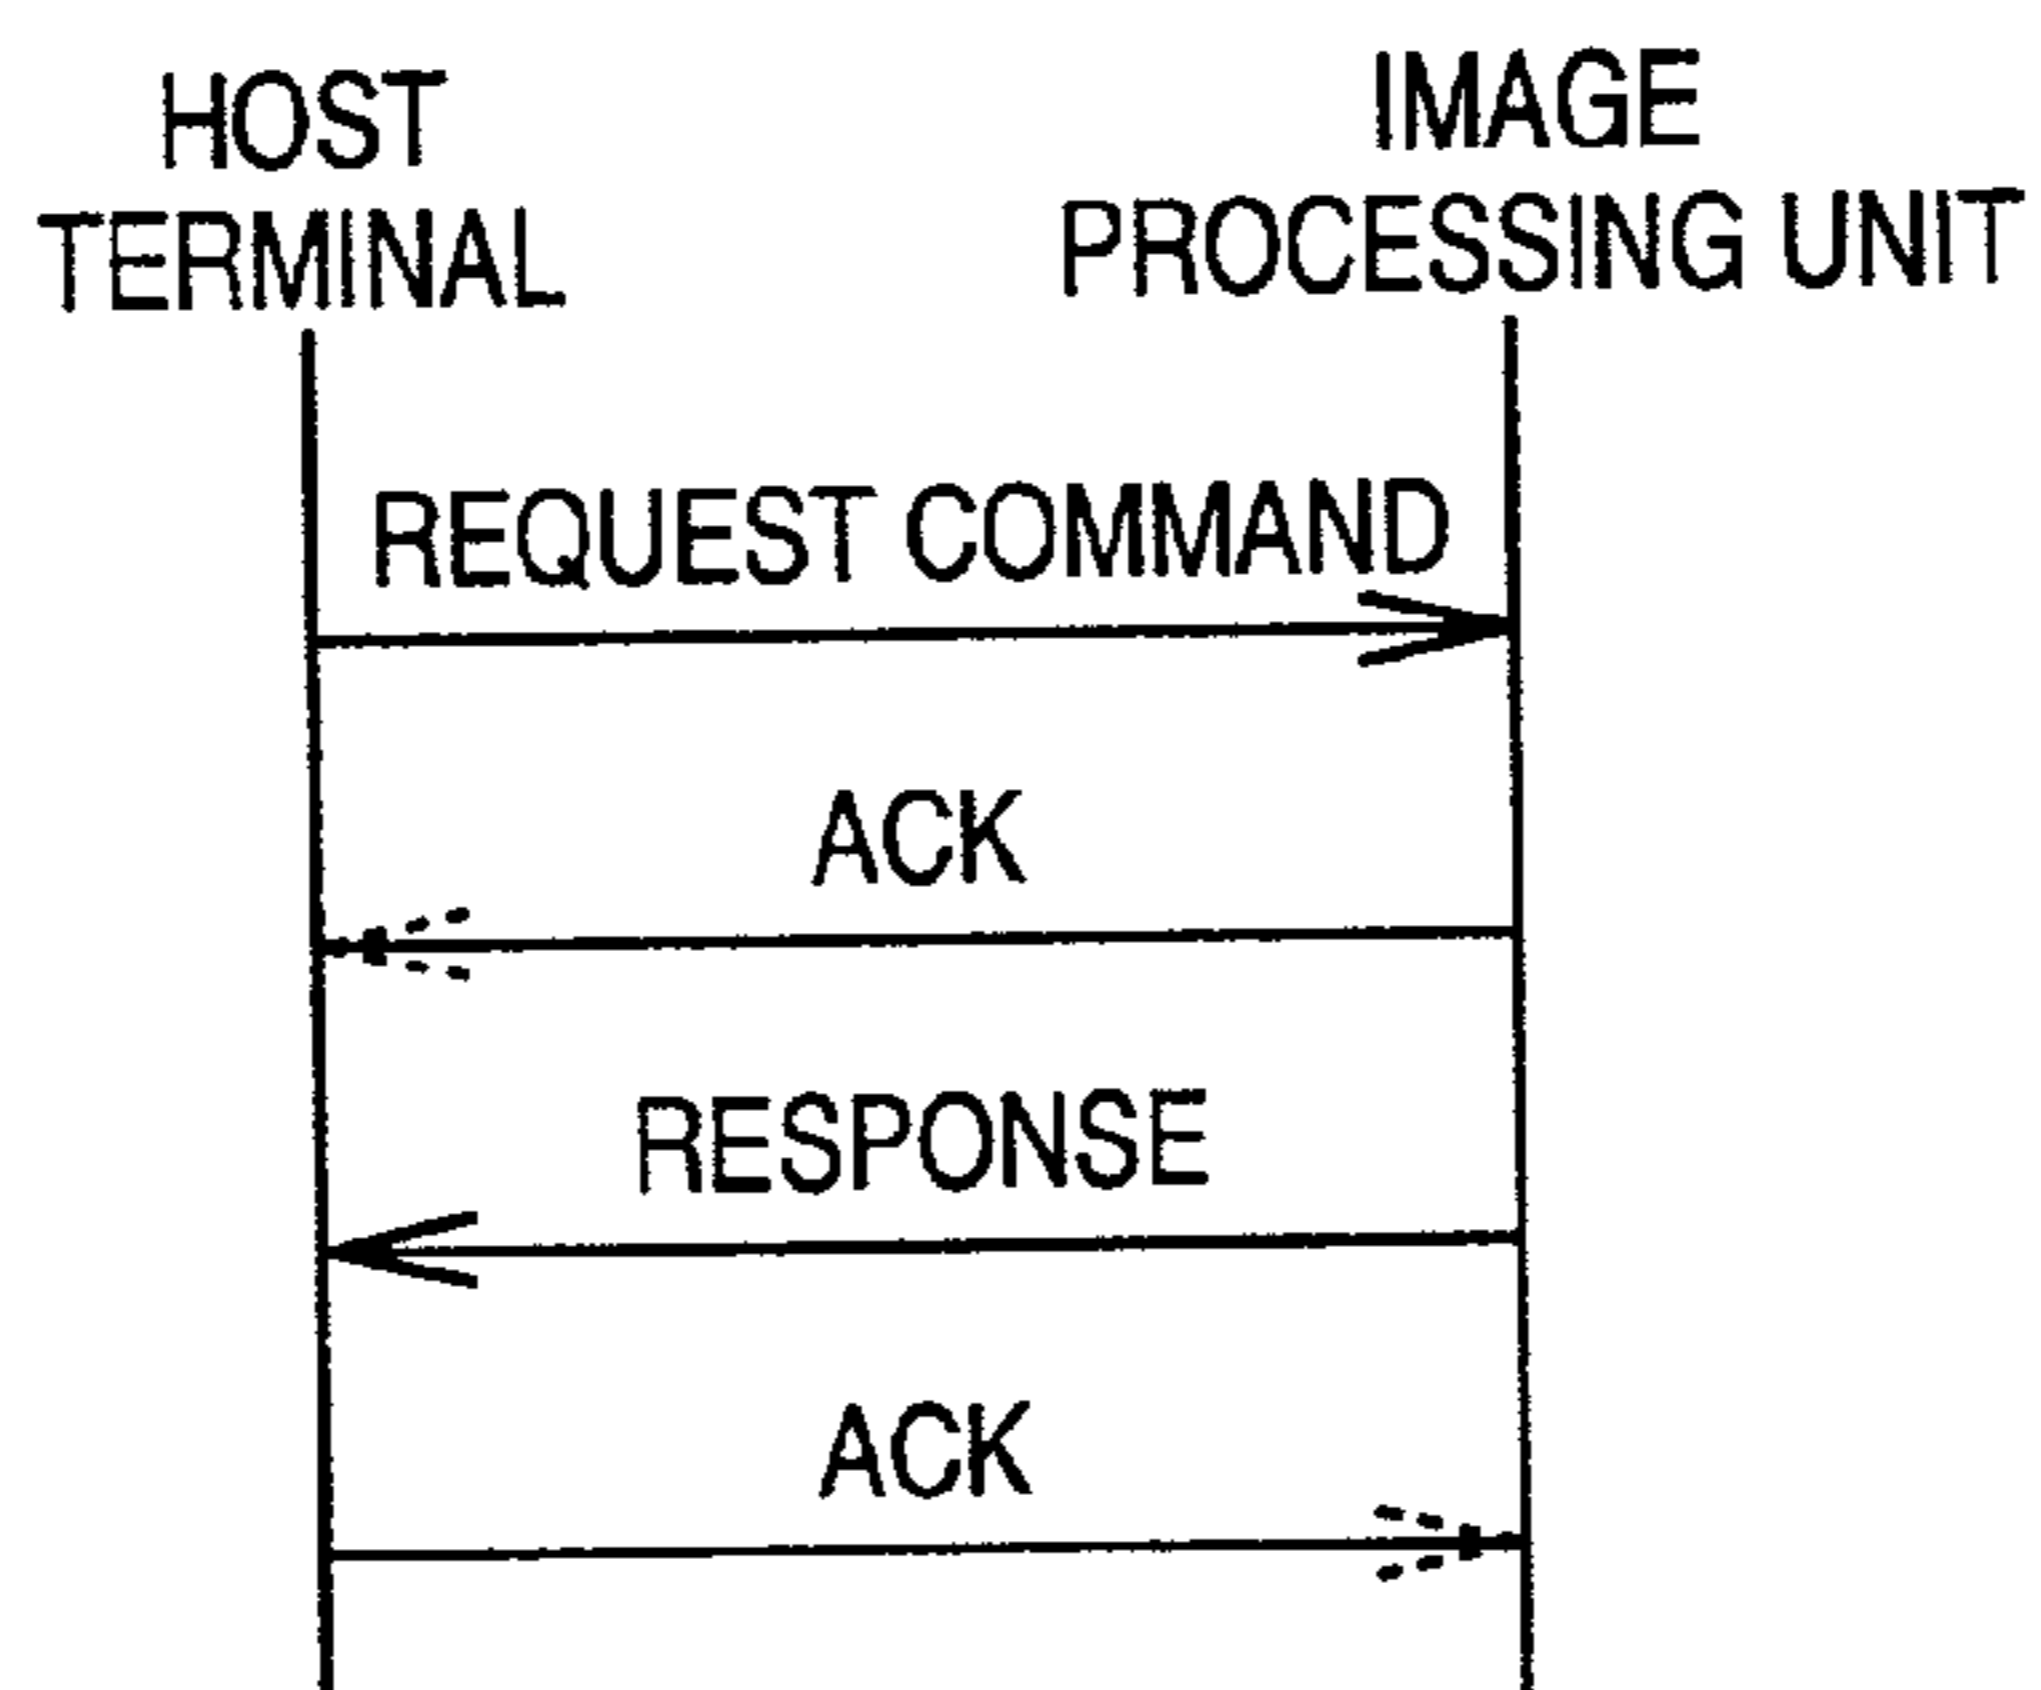 HOST
TERMINAL
IMAGE
PROCESSING UNIT
REQUEST COMMAND
ACK
RESPONSE
ACK